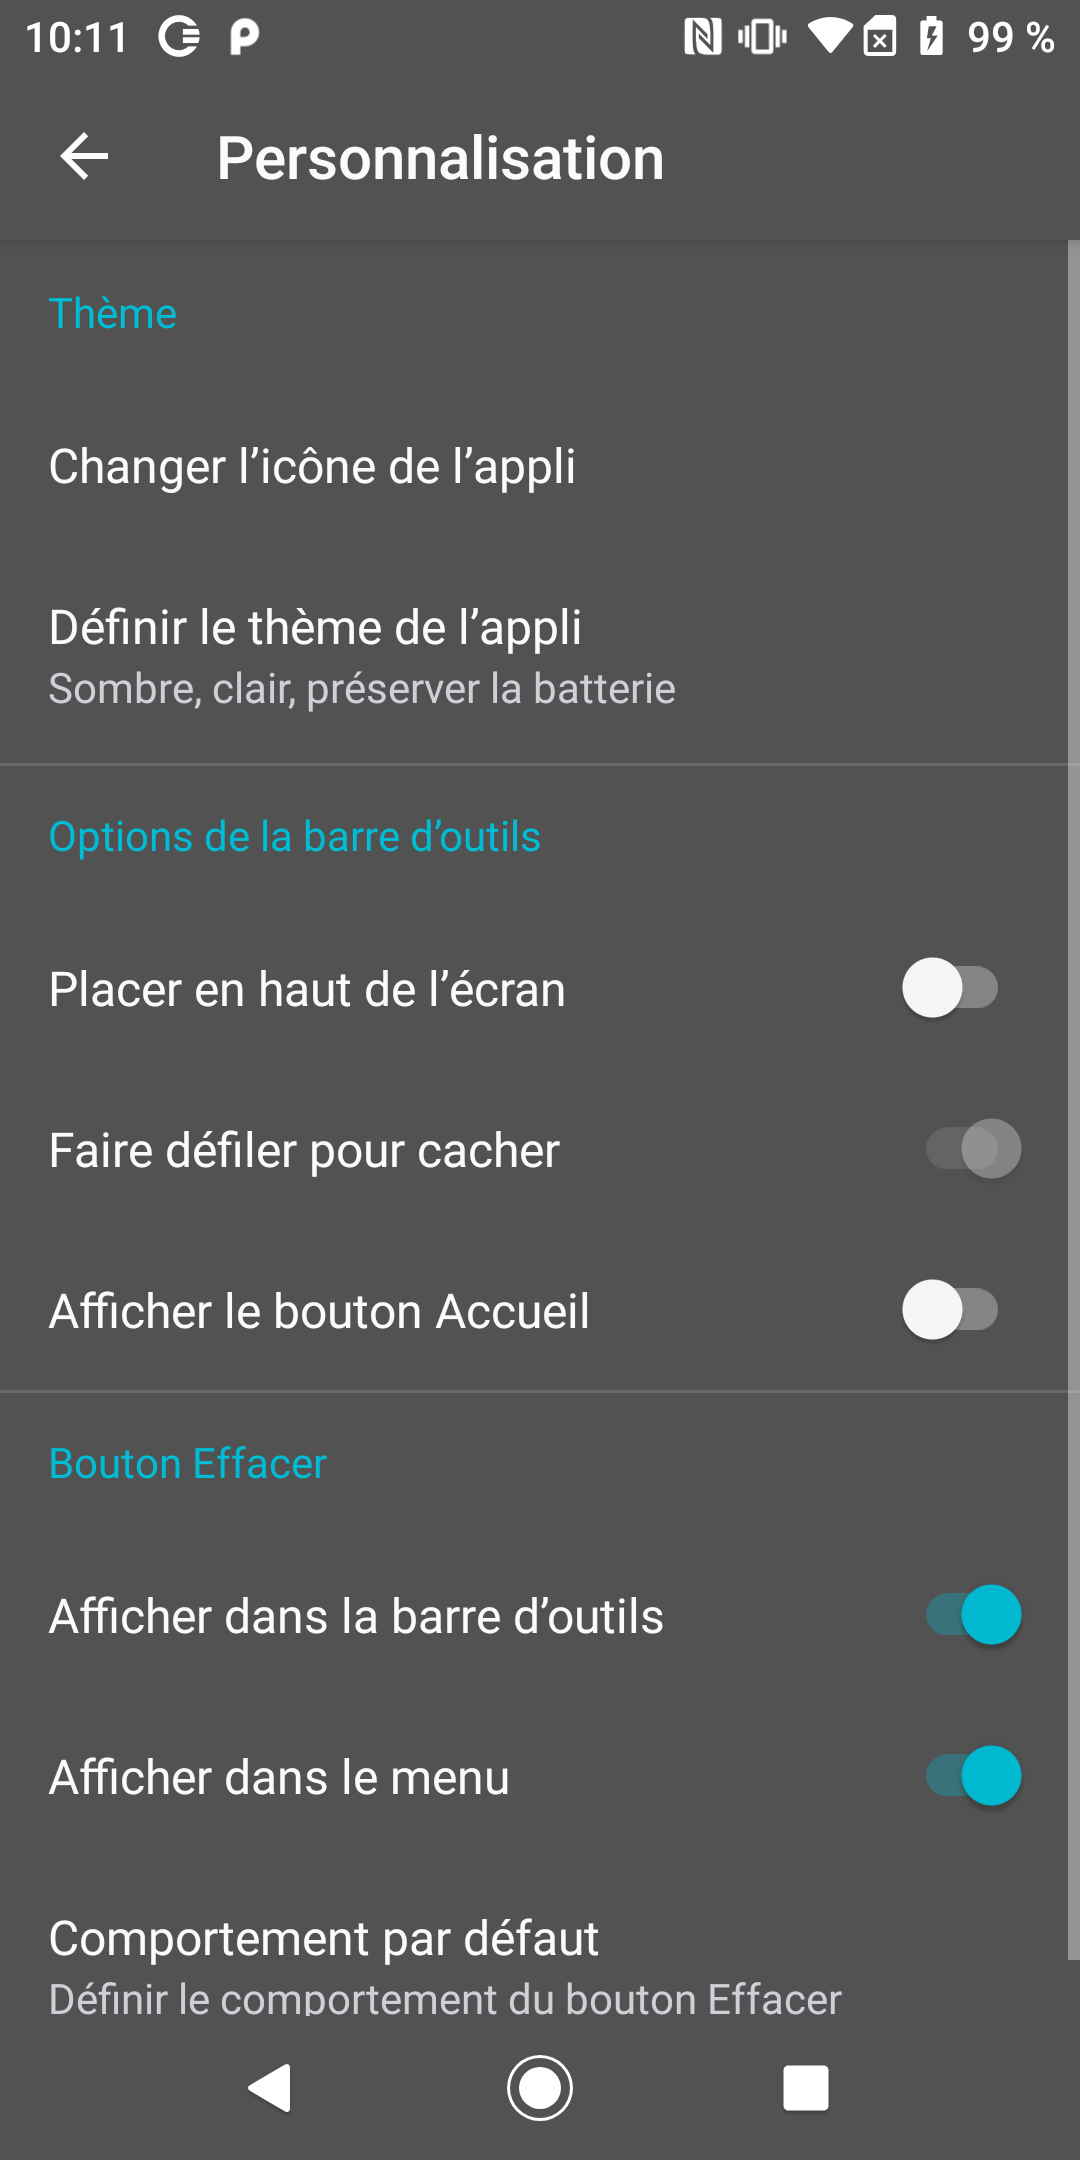 10:11
99 %
Personnalisation
Thème
Changer l’icône de l’appli
Définir le thème de l’appli
Sombre, clair, préserver la batterie
Options de la barre d’outils
Placer en haut de l’écran
Faire défiler pour cacher
Afficher le bouton Accueil
Bouton Effacer
Afficher dans la barre d’outils
Afficher dans le menu
Comportement par défaut
Définir le comportement du bouton Effacer